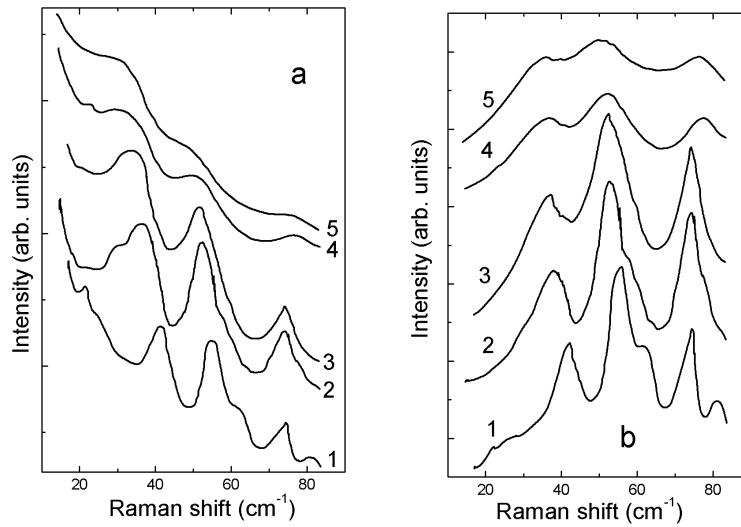 a
Intensity (arb. units)
5
4
3
2
1
20 40 60 80
Raman shift (cm⁻¹)
5
4
3
2
1
b
Intensity (arb. units)
20 40 60 80
Raman shift (cm⁻¹)